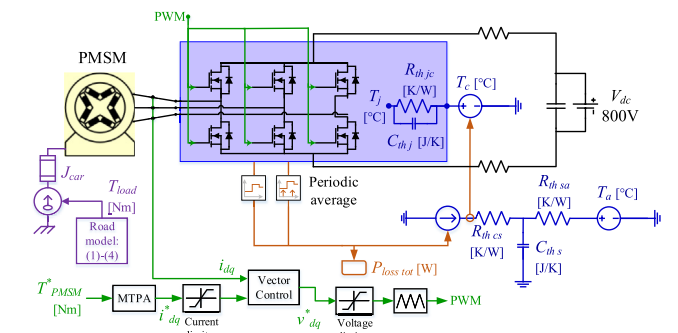 PWM
PMSM
R_th jc
[K/W]
T_j
[°C]
C_th j [J/K]
T_c [°C]
V_dc
800V
J_car
T_load
[Nm]
Road
model:
(1)-(4)
Periodic
average
R_th sa
[K/W]
T_a [°C]
R_th cs
[K/W]
C_th s
[J/K]
P_loss tot [W]
i_dq
T*_PMSM
[Nm]
MTPA
i*_dq
Current
Vector
Control
v*_dq
Voltage
PWM